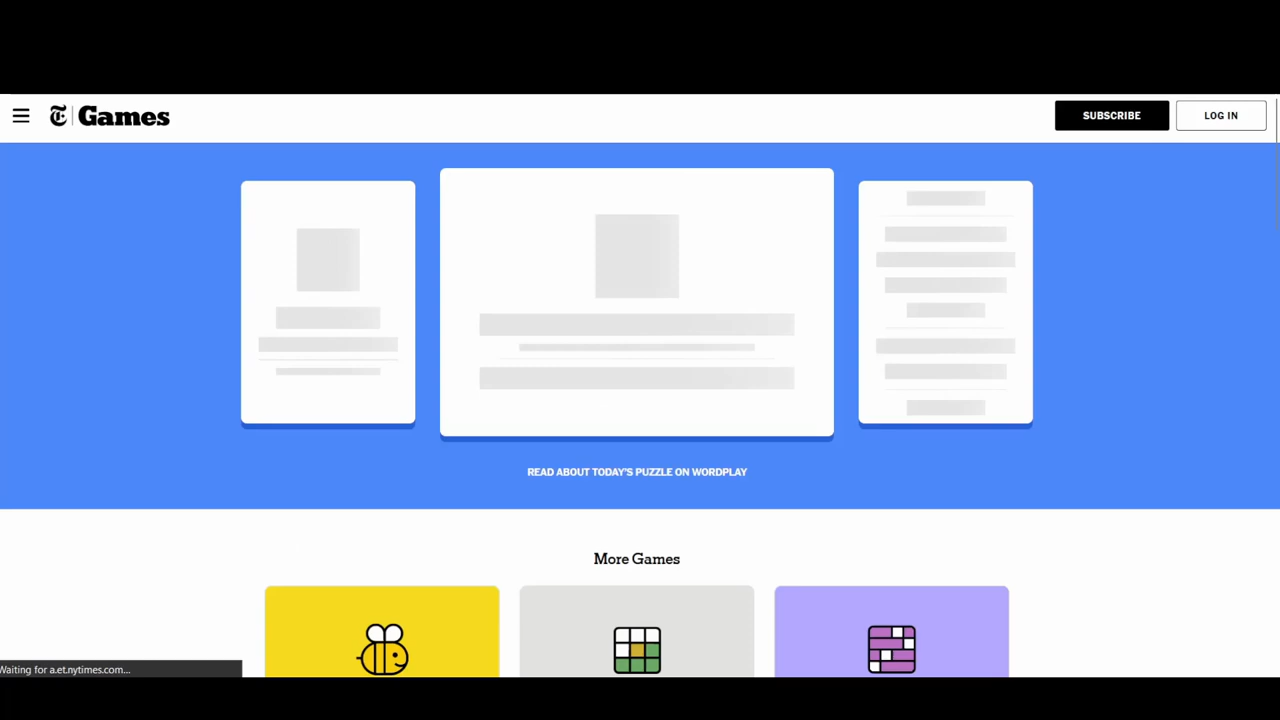 T Games
SUBSCRIBE
LOG IN
READ ABOUT TODAY'S PUZZLE ON WORDPLAY
More Games
Waiting for a.et.nytimes.com...